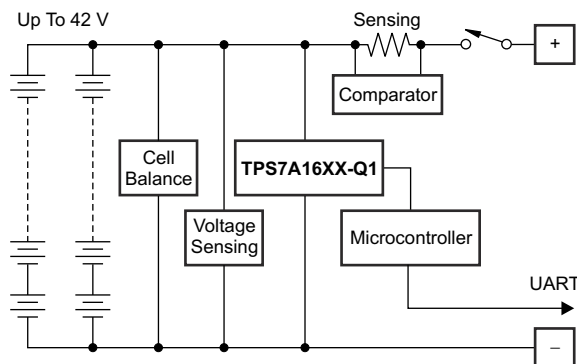 Up To 42 V
Sensing
+
Comparator
Cell
Balance
TPS7A16XX-Q1
Voltage
Sensing
Microcontroller
UART
–